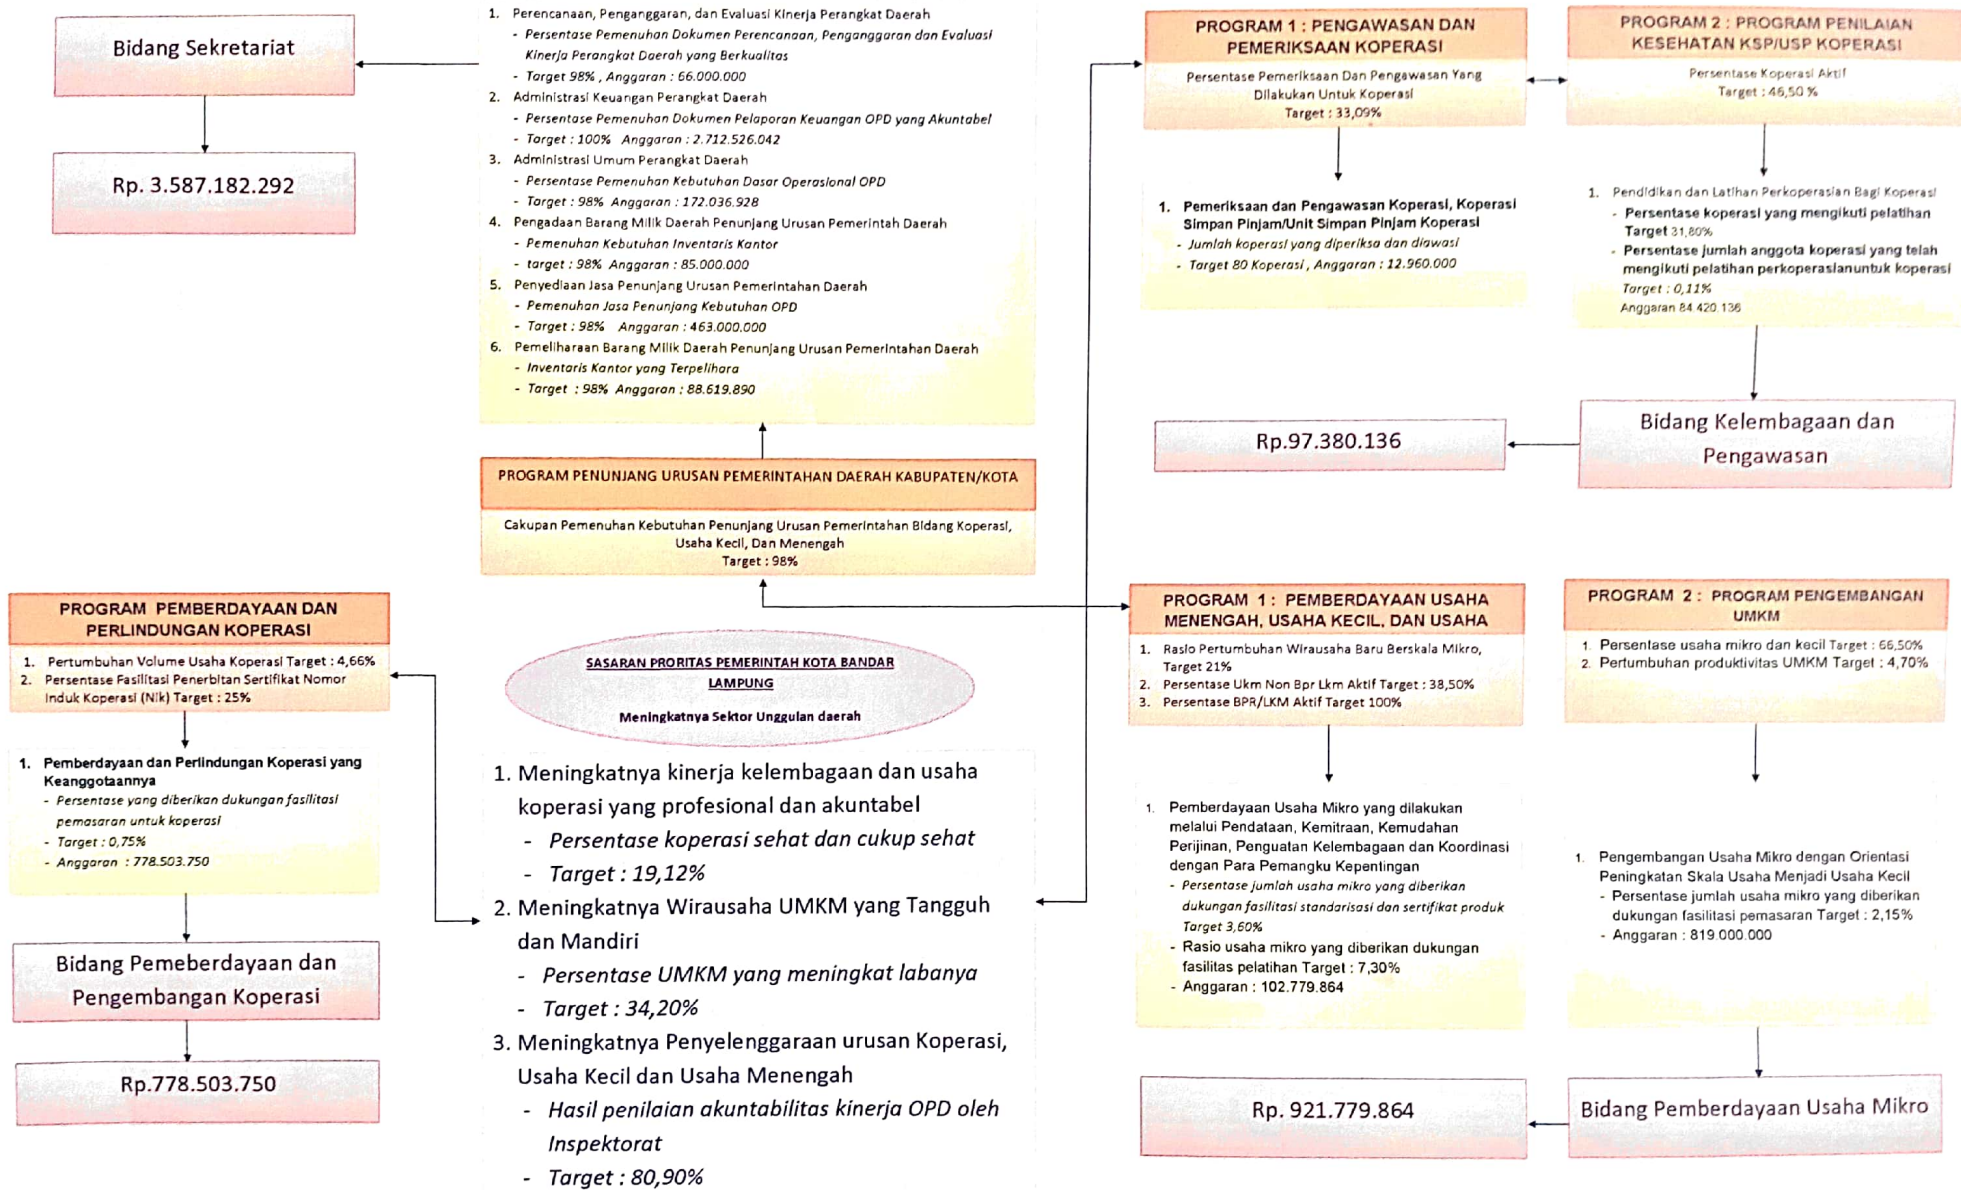 Bidang Sekretariat
Rp. 3.587.182.292
1. Perencanaan, Penganggaran, dan Evaluasi Kinerja Perangkat Daerah
- Persentase Pemenuhan Dokumen Perencanaan, Penganggaran dan Evaluasi
Kinerja Perangkat Daerah yang Berkualitas
- Target 98% , Anggaran : 66.000.000
2. Administrasi Keuangan Perangkat Daerah
- Persentase Pemenuhan Dokumen Pelaporan Keuangan OPD yang Akuntabel
- Target : 100% Anggaran : 2.712.526.042
3. Administrasi Umum Perangkat Daerah
- Persentase Pemenuhan Kebutuhan Dasar Operasional OPD
- Target : 98% Anggaran : 172.036.928
4. Pengadaan Barang Milik Daerah Penunjang Urusan Pemerintah Daerah
- Pemenuhan Kebutuhan Inventaris Kantor
- target : 98% Anggaran : 85.000.000
5. Penyediaan Jasa Penunjang Urusan Pemerintahan Daerah
- Pemenuhan Jasa Penunjang Kebutuhan OPD
- Target : 98% Anggaran : 463.000.000
6. Pemeliharaan Barang Milik Daerah Penunjang Urusan Pemerintahan Daerah
- Inventaris Kantor yang Terpelihara
- Target : 98% Anggaran : 88.619.890
PROGRAM PENUNJANG URUSAN PEMERINTAHAN DAERAH KABUPATEN/KOTA
Cakupan Pemenuhan Kebutuhan Penunjang Urusan Pemerintahan Bidang Koperasi,
Usaha Kecil, Dan Menengah
Target : 98%
PROGRAM 1 : PENGAWASAN DAN
PEMERIKSAAN KOPERASI
Persentase Pemeriksaan Dan Pengawasan Yang
Dilakukan Untuk Koperasi
Target : 33,09%
1. Pemeriksaan dan Pengawasan Koperasi, Koperasi
Simpan Pinjam/Unit Simpan Pinjam Koperasi
- Jumlah koperasi yang diperiksa dan diawasi
- Target 80 Koperasi , Anggaran : 12.960.000
PROGRAM 2 : PROGRAM PENILAIAN
KESEHATAN KSP/USP KOPERASI
Persentase Koperasi Aktif
Target : 46,50 %
1. Pendidikan dan Latihan Perkoperasian Bagi Koperasi
- Persentase koperasi yang mengikuti pelatihan
Target 31,80%
- Persentase jumlah anggota koperasi yang telah
mengikuti pelatihan perkoperasianuntuk koperasi
Target : 0,11%
Anggaran 84.420.136
Rp.97.380.136
Bidang Kelembagaan dan
Pengawasan
PROGRAM PEMBERDAYAAN DAN
PERLINDUNGAN KOPERASI
1. Pertumbuhan Volume Usaha Koperasi Target : 4,66%
2. Persentase Fasilitasi Penerbitan Sertifikat Nomor
Induk Koperasi (Nik) Target : 25%
1. Pemberdayaan dan Perlindungan Koperasi yang
Keanggotaannya
- Persentase yang diberikan dukungan fasilitasi
pemasaran untuk koperasi
- Target : 0,75%
- Anggaran : 778.503.750
Bidang Pemeberdayaan dan
Pengembangan Koperasi
Rp.778.503.750
SASARAN PRORITAS PEMERINTAH KOTA BANDAR
LAMPUNG
Meningkatnya Sektor Unggulan daerah
1. Meningkatnya kinerja kelembagaan dan usaha
koperasi yang profesional dan akuntabel
- Persentase koperasi sehat dan cukup sehat
- Target : 19,12%
2. Meningkatnya Wirausaha UMKM yang Tangguh
dan Mandiri
- Persentase UMKM yang meningkat labanya
- Target : 34,20%
3. Meningkatnya Penyelenggaraan urusan Koperasi,
Usaha Kecil dan Usaha Menengah
- Hasil penilaian akuntabilitas kinerja OPD oleh
Inspektorat
- Target : 80,90%
PROGRAM 1 : PEMBERDAYAAN USAHA
MENENGAH, USAHA KECIL, DAN USAHA
1. Rasio Pertumbuhan Wirausaha Baru Berskala Mikro,
Target 21%
2. Persentase Ukm Non Bpr Lkm Aktif Target : 38,50%
3. Persentase BPR/LKM Aktif Target 100%
1. Pemberdayaan Usaha Mikro yang dilakukan
melalui Pendataan, Kemitraan, Kemudahan
Perijinan, Penguatan Kelembagaan dan Koordinasi
dengan Para Pemangku Kepentingan
- Persentase jumlah usaha mikro yang diberikan
dukungan fasilitasi standarisasi dan sertifikat produk
Target 3,60%
- Rasio usaha mikro yang diberikan dukungan
fasilitas pelatihan Target : 7,30%
- Anggaran : 102.779.864
PROGRAM 2 : PROGRAM PENGEMBANGAN
UMKM
1. Persentase usaha mikro dan kecil Target : 66,50%
2. Pertumbuhan produktivitas UMKM Target : 4,70%
1. Pengembangan Usaha Mikro dengan Orientasi
Peningkatan Skala Usaha Menjadi Usaha Kecil
- Persentase jumlah usaha mikro yang diberikan
dukungan fasilitasi pemasaran Target : 2,15%
- Anggaran : 819.000.000
Rp. 921.779.864
Bidang Pemberdayaan Usaha Mikro